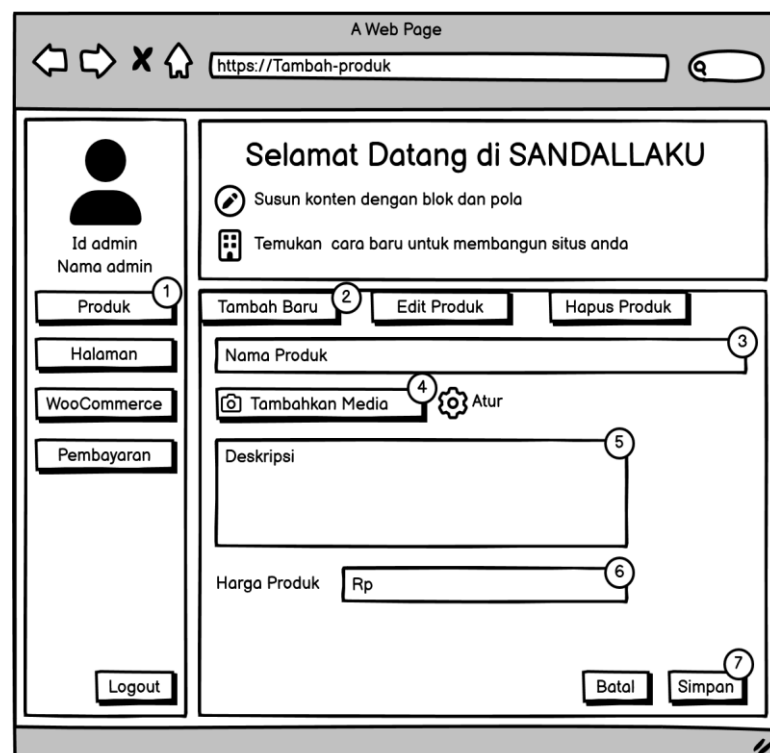 A Web Page
https://Tambah-produk
Id admin
Nama admin
Produk
1
Halaman
WooCommerce
Pembayaran
Logout
Selamat Datang di SANDALLAKU
Susun konten dengan blok dan pola
Temukan cara baru untuk membangun situs anda
Tambah Baru
2
Edit Produk
Hapus Produk
Nama Produk
3
Tambahkan Media
4
Atur
Deskripsi
5
Harga Produk
Rp
6
Batal
Simpan
7